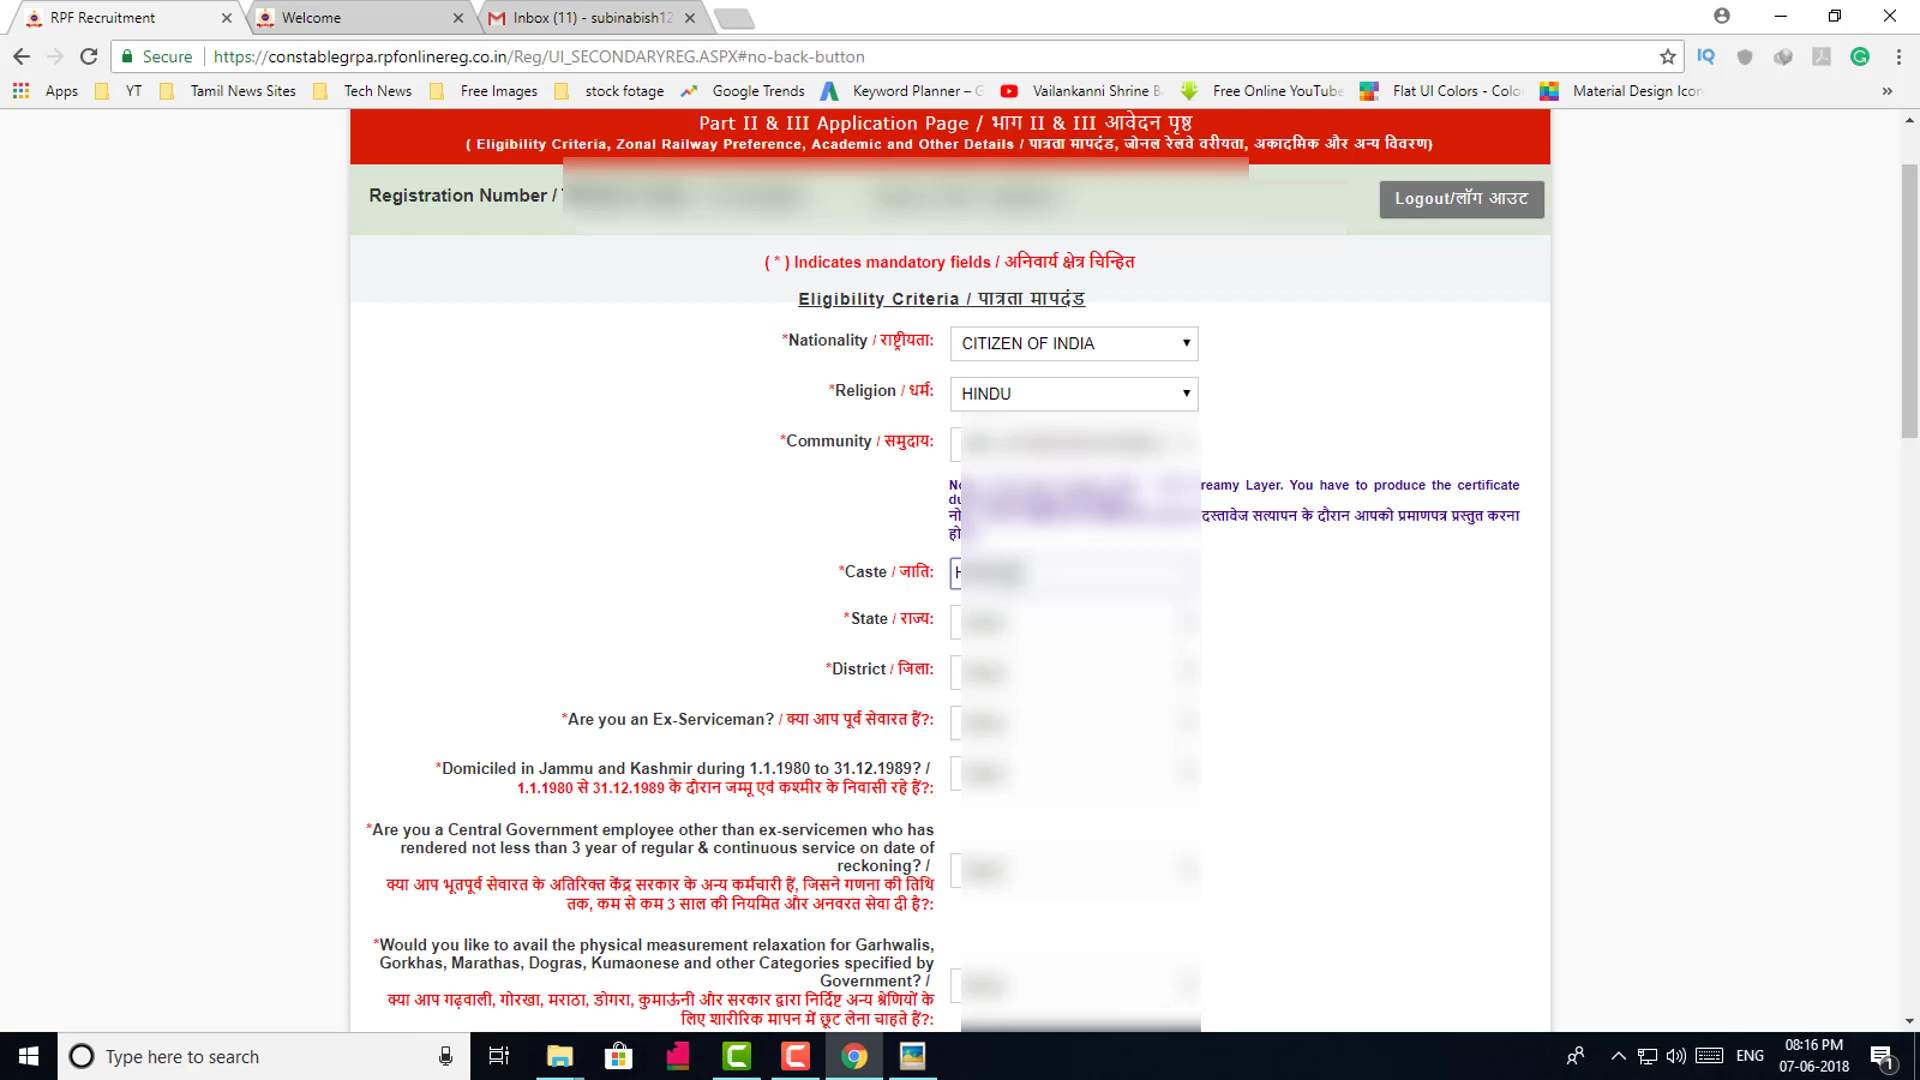 RPF Recruitment
Welcome
Inbox (11) - subinabish12
Secure https://constablegrpa.rpfonlinereg.co.in/Reg/UI_SECONDARYREG.ASPX#no-back-button
Apps YT Tamil News Sites Tech News Free Images stock fotage Google Trends Keyword Planner – G Vailankanni Shrine B Free Online YouTube Flat UI Colors - Colo Material Design Icon »
Part II & III Application Page / भाग II & III आवेदन पृष्ठ
( Eligibility Criteria, Zonal Railway Preference, Academic and Other Details / पात्रता मापदंड, जोनल रेलवे वरीयता, अकादमिक और अन्य विवरण)
Registration Number /
Logout/लॉग आउट
( * ) Indicates mandatory fields / अनिवार्य क्षेत्र चिन्हित
Eligibility Criteria / पात्रता मापदंड
*Nationality / राष्ट्रीयता: CITIZEN OF INDIA
*Religion / धर्म: HINDU
*Community / समुदाय:
Layer. You have to produce the certificate
दस्तावेज सत्यापन के दौरान आपको प्रमाणपत्र प्रस्तुत करना
*Caste / जाति:
*State / राज्य:
*District / जिला:
*Are you an Ex-Serviceman? / क्या आप पूर्व सेवारत हैं?:
*Domiciled in Jammu and Kashmir during 1.1.1980 to 31.12.1989? /
1.1.1980 से 31.12.1989 के दौरान जम्मू एवं कश्मीर के निवासी रहे हैं?:
*Are you a Central Government employee other than ex-servicemen who has
rendered not less than 3 year of regular & continuous service on date of
reckoning? /
क्या आप भूतपूर्व सेवारत के अतिरिक्त केंद्र सरकार के अन्य कर्मचारी हैं, जिसने गणना की तिथि
तक, कम से कम 3 साल की नियमित और अनवरत सेवा दी है?:
*Would you like to avail the physical measurement relaxation for Garhwalis,
Gorkhas, Marathas, Dogras, Kumaonese and other Categories specified by
Government? /
क्या आप गढ़वाली, गोरखा, मराठा, डोगरा, कुमाऊंनी और सरकार द्वारा निर्दिष्ट अन्य श्रेणियों के
लिए शारीरिक मापन में छूट लेना चाहते हैं?:
Type here to search
ENG
08:16 PM
07-06-2018
1